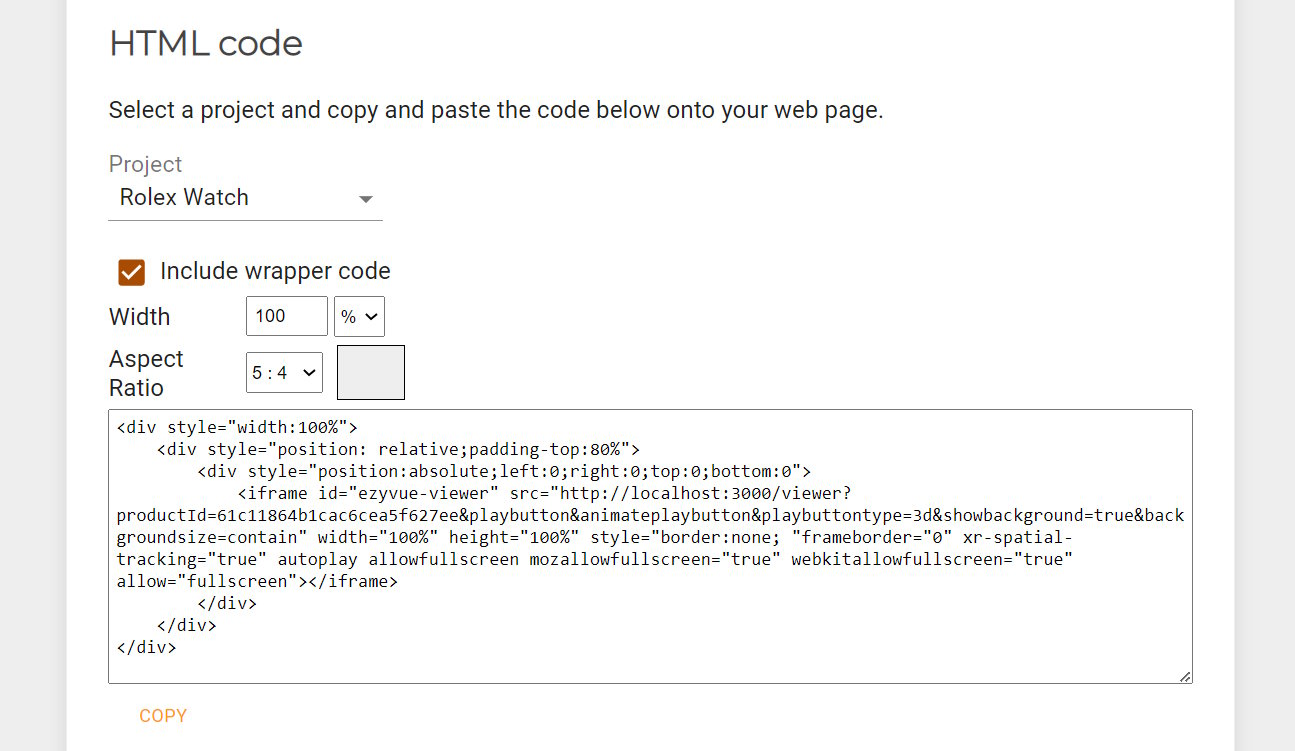 HTML code
Select a project and copy and paste the code below onto your web page.
Project
Rolex Watch
Include wrapper code
Width 100 %
Aspect
Ratio
5 : 4
<div style="width:100%">
    <div style="position: relative;padding-top:80%">
        <div style="position:absolute;left:0;right:0;top:0;bottom:0">
            <iframe id="ezyvue-viewer" src="http://localhost:3000/viewer?
productId=61c11864b1cac6cea5f627ee&playbutton&animateplaybutton&playbuttontype=3d&showbackground=true&back
groundsize=contain" width="100%" height="100%" style="border:none; "frameborder="0" xr-spatial-
tracking="true" autoplay allowfullscreen mozallowfullscreen="true" webkitallowfullscreen="true"
allow="fullscreen"></iframe>
        </div>
    </div>
</div>
COPY